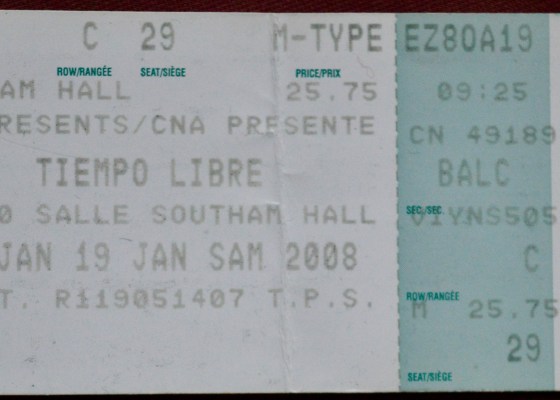 C 29 M-TYPE EZ80A19
ROW/RANGÉE SEAT/SIÈGE PRICE/PRIX
AM HALL 25.75 09:25
RESENTS/CNA PRESENTE CN 49189
TIEMPO LIBRE BALC
SEC./SEC.
0 SALLE SOUTHAM HALL VIYNS505
JAN 19 JAN SAM 2008 C
ROW/RANGÉE
T. R119051407 T.P.S. M 25.75
29
SEAT/SIÈGE